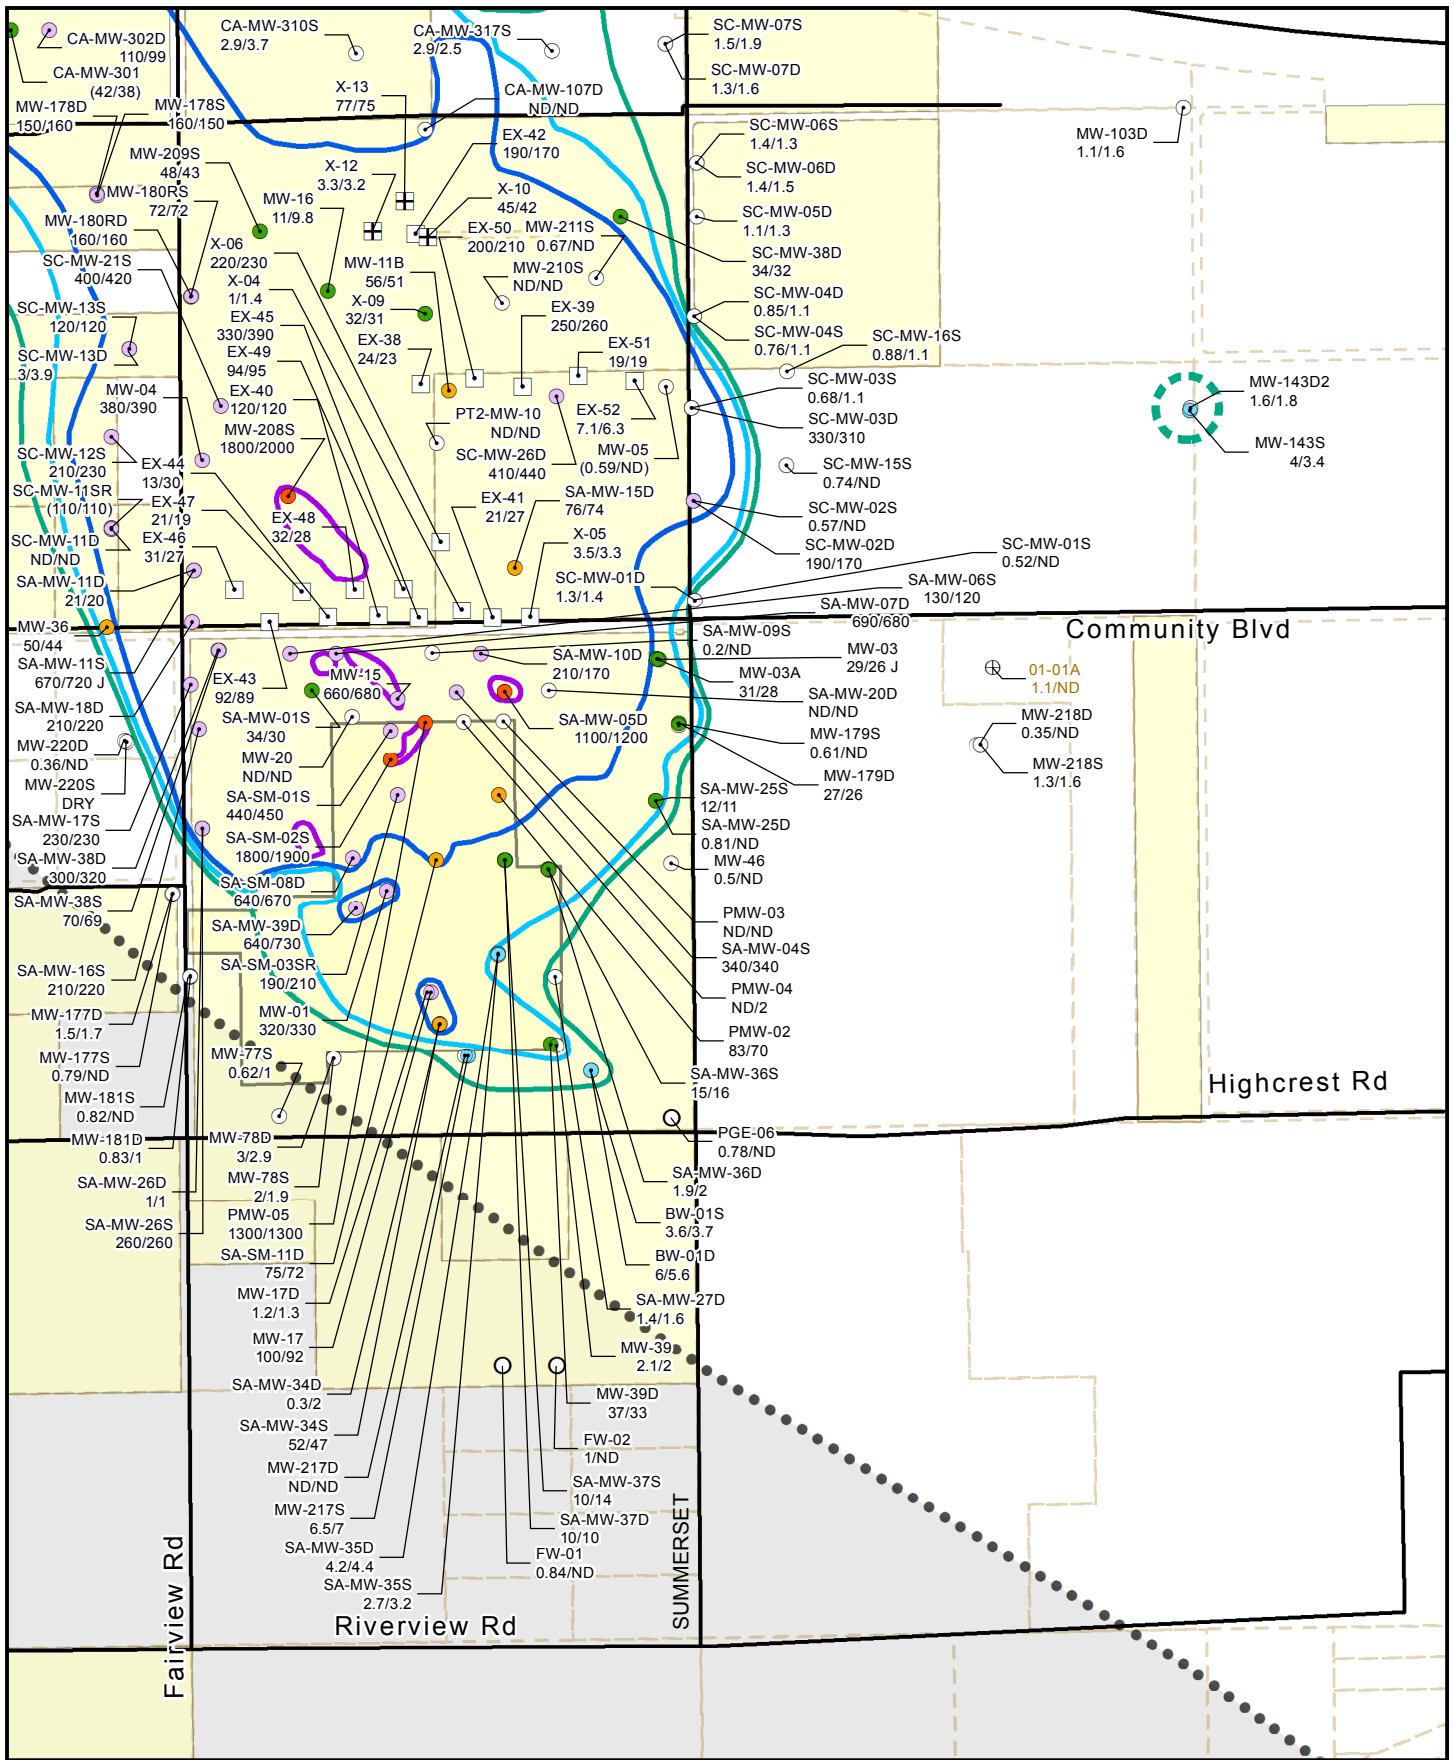 CA-MW-302D
110/99
CA-MW-301
(42/38)
MW-178D
150/160
MW-178S
160/150
CA-MW-310S
2.9/3.7
CA-MW-317S
2.9/2.5
X-13
77/75
CA-MW-107D
ND/ND
SC-MW-07S
1.5/1.9
SC-MW-07D
1.3/1.6
MW-103D
1.1/1.6
MW-209S
48/43
MW-180RS
72/72
MW-180RD
160/160
SC-MW-21S
400/420
X-12
3.3/3.2
MW-16
11/9.8
EX-42
190/170
X-10
45/42
EX-50
200/210
MW-211S
0.67/ND
SC-MW-06S
1.4/1.3
SC-MW-06D
1.4/1.5
SC-MW-05D
1.1/1.3
SC-MW-38D
34/32
SC-MW-04D
0.85/1.1
SC-MW-04S
0.76/1.1
SC-MW-16S
0.88/1.1
X-06
220/230
X-04
1/1.4
EX-45
330/390
EX-49
94/95
EX-40
120/120
MW-208S
1800/2000
MW-11B
56/51
X-09
32/31
EX-38
24/23
MW-210S
ND/ND
EX-39
250/260
EX-51
19/19
SC-MW-13S
120/120
SC-MW-13D
3/3.9
MW-04
380/390
SC-MW-12S
210/230
SC-MW-11SR
(110/110)
SC-MW-11D
ND/ND
EX-44
13/30
EX-47
21/19
EX-46
31/27
EX-48
32/28
PT2-MW-10
ND/ND
SC-MW-26D
410/440
EX-52
7.1/6.3
MW-05
(0.59/ND)
EX-41
21/27
SA-MW-15D
76/74
X-05
3.5/3.3
SC-MW-01D
1.3/1.4
SC-MW-03S
0.68/1.1
SC-MW-03D
330/310
SC-MW-15S
0.74/ND
SC-MW-02S
0.57/ND
SC-MW-02D
190/170
SC-MW-01S
0.52/ND
SA-MW-06S
130/120
SA-MW-07D
690/680
MW-143D2
1.6/1.8
MW-143S
4/3.4
Community Blvd
SA-MW-11D
21/20
MW-36
50/44
SA-MW-11S
670/720 J
SA-MW-18D
210/220
MW-220D
0.36/ND
MW-220S
DRY
SA-MW-17S
230/230
SA-MW-38D
300/320
SA-MW-38S
70/69
EX-43
92/89
MW-15
660/680
SA-MW-01S
34/30
MW-20
ND/ND
SA-SM-01S
440/450
SA-SM-02S
1800/1900
SA-SM-08D
640/670
SA-MW-39D
640/730
SA-SM-03SR
190/210
MW-01
320/330
SA-MW-10D
210/170
SA-MW-05D
1100/1200
SA-MW-09S
0.2/ND
MW-03
29/26 J
MW-03A
31/28
SA-MW-20D
ND/ND
MW-179S
0.61/ND
MW-179D
27/26
SA-MW-25S
12/11
SA-MW-25D
0.81/ND
MW-46
0.5/ND
01-01A
1.1/ND
MW-218D
0.35/ND
MW-218S
1.3/1.6
PMW-03
ND/ND
SA-MW-04S
340/340
PMW-04
ND/2
PMW-02
83/70
SA-MW-36S
15/16
SA-MW-16S
210/220
MW-177D
1.5/1.7
MW-177S
0.79/ND
MW-181S
0.82/ND
MW-181D
0.83/1
SA-MW-26D
1/1
SA-MW-26S
260/260
MW-77S
0.62/1
MW-78D
3/2.9
MW-78S
2/1.9
PMW-05
1300/1300
SA-SM-11D
75/72
MW-17D
1.2/1.3
MW-17
100/92
SA-MW-34D
0.3/2
SA-MW-34S
52/47
MW-217D
ND/ND
MW-217S
6.5/7
SA-MW-35D
4.2/4.4
SA-MW-35S
2.7/3.2
Highcrest Rd
PGE-06
0.78/ND
SA-MW-36D
1.9/2
BW-01S
3.6/3.7
BW-01D
6/5.6
SA-MW-27D
1.4/1.6
MW-39
2.1/2
MW-39D
37/33
FW-02
1/ND
SA-MW-37S
10/14
SA-MW-37D
10/10
FW-01
0.84/ND
SUMMERSET
Fairview Rd
Riverview Rd